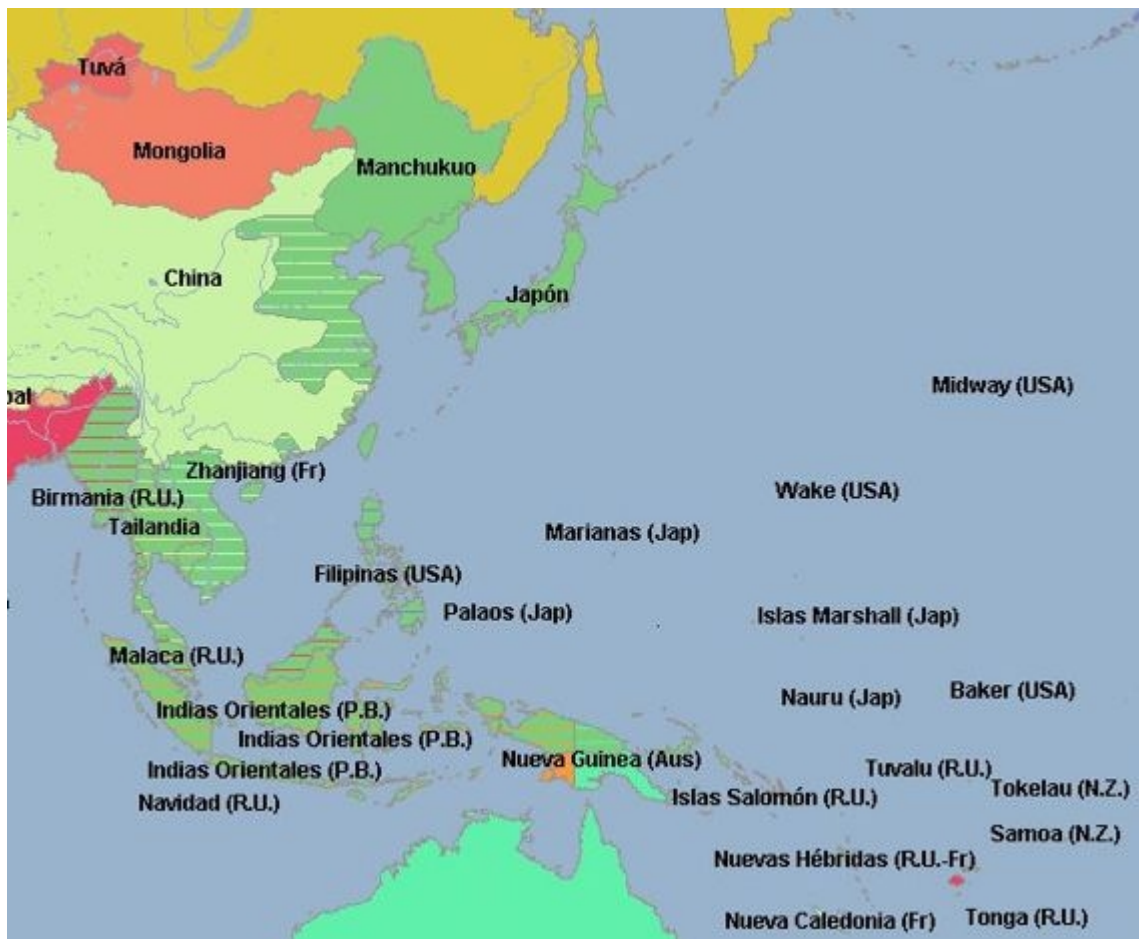 Tuvá
Mongolia
Manchukuo
China
Japón
Midway (USA)
Zhanjiang (Fr)
Wake (USA)
Birmania (R.U.)
Tailandia
Marianas (Jap)
Filipinas (USA)
Palaos (Jap)
Islas Marshall (Jap)
Malaca (R.U.)
Nauru (Jap)
Baker (USA)
Indias Orientales (P.B.)
Indias Orientales (P.B.)
Nueva Guinea (Aus)
Indias Orientales (P.B.)
Tuvalu (R.U.)
Tokelau (N.Z.)
Navidad (R.U.)
Islas Salomón (R.U.)
Samoa (N.Z.)
Nuevas Hébridas (R.U.-Fr)
Nueva Caledonia (Fr)
Tonga (R.U.)